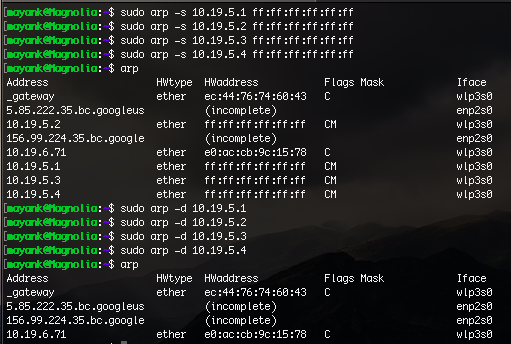 [mayank@Magnolia:~$ sudo arp -s 10.19.5.1 ff:ff:ff:ff:ff:ff
[mayank@Magnolia:~$ sudo arp -s 10.19.5.2 ff:ff:ff:ff:ff:ff
[mayank@Magnolia:~$ sudo arp -s 10.19.5.3 ff:ff:ff:ff:ff:ff
[mayank@Magnolia:~$ sudo arp -s 10.19.5.4 ff:ff:ff:ff:ff:ff
[mayank@Magnolia:~$ arp
Address HWtype HWaddress Flags Mask Iface
_gateway ether ec:44:76:74:60:43 C wlp3s0
5.85.222.35.bc.googleus (incomplete) enp2s0
10.19.5.2 ether ff:ff:ff:ff:ff:ff CM wlp3s0
156.99.224.35.bc.google (incomplete) enp2s0
10.19.6.71 ether e0:ac:cb:9c:15:78 C wlp3s0
10.19.5.1 ether ff:ff:ff:ff:ff:ff CM wlp3s0
10.19.5.3 ether ff:ff:ff:ff:ff:ff CM wlp3s0
10.19.5.4 ether ff:ff:ff:ff:ff:ff CM wlp3s0
[mayank@Magnolia:~$ sudo arp -d 10.19.5.1
[mayank@Magnolia:~$ sudo arp -d 10.19.5.2
[mayank@Magnolia:~$ sudo arp -d 10.19.5.3
[mayank@Magnolia:~$ sudo arp -d 10.19.5.4
[mayank@Magnolia:~$ arp
Address HWtype HWaddress Flags Mask Iface
_gateway ether ec:44:76:74:60:43 C wlp3s0
5.85.222.35.bc.googleus (incomplete) enp2s0
156.99.224.35.bc.google (incomplete) enp2s0
10.19.6.71 ether e0:ac:cb:9c:15:78 C wlp3s0